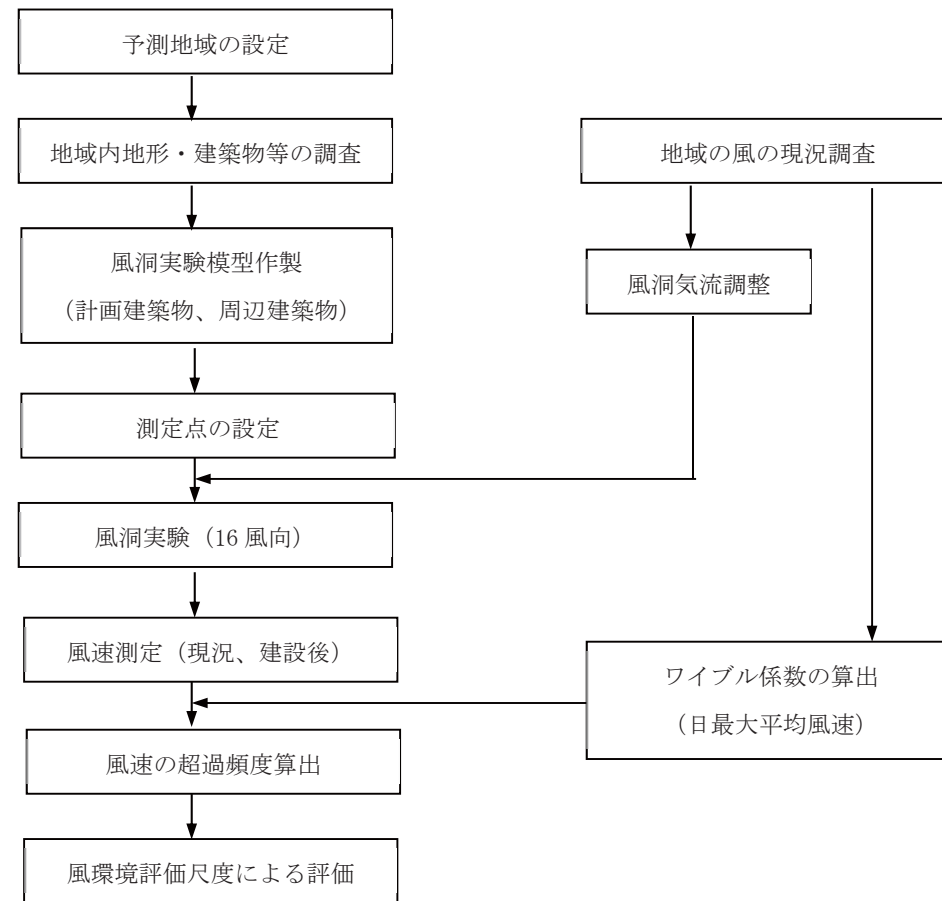 予測地域の設定
地域内地形・建築物等の調査
地域の風の現況調査
風洞実験模型作製
（計画建築物、周辺建築物）
風洞気流調整
測定点の設定
風洞実験（16 風向）
風速測定（現況、建設後）
ワイブル係数の算出
（日最大平均風速）
風速の超過頻度算出
風環境評価尺度による評価